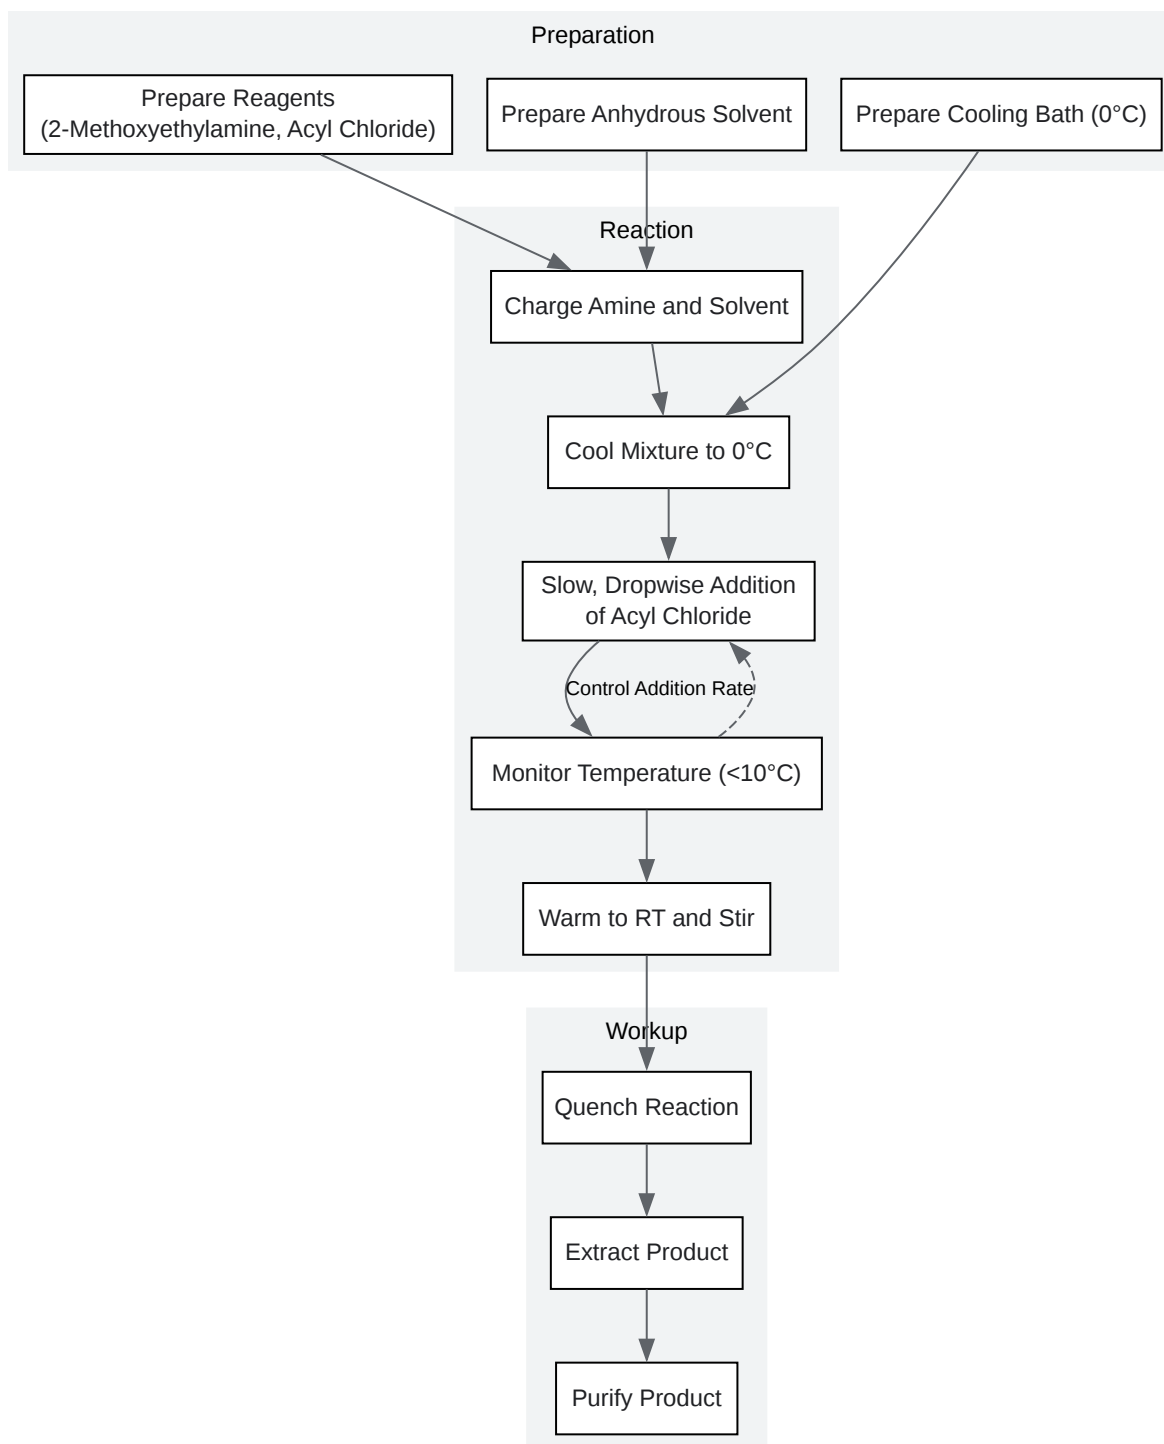 Preparation
Prepare Reagents
(2-Methoxyethylamine, Acyl Chloride)
Prepare Anhydrous Solvent
Prepare Cooling Bath (0°C)
Reaction
Charge Amine and Solvent
Cool Mixture to 0°C
Slow, Dropwise Addition
of Acyl Chloride
Control Addition Rate
Monitor Temperature (<10°C)
Warm to RT and Stir
Workup
Quench Reaction
Extract Product
Purify Product